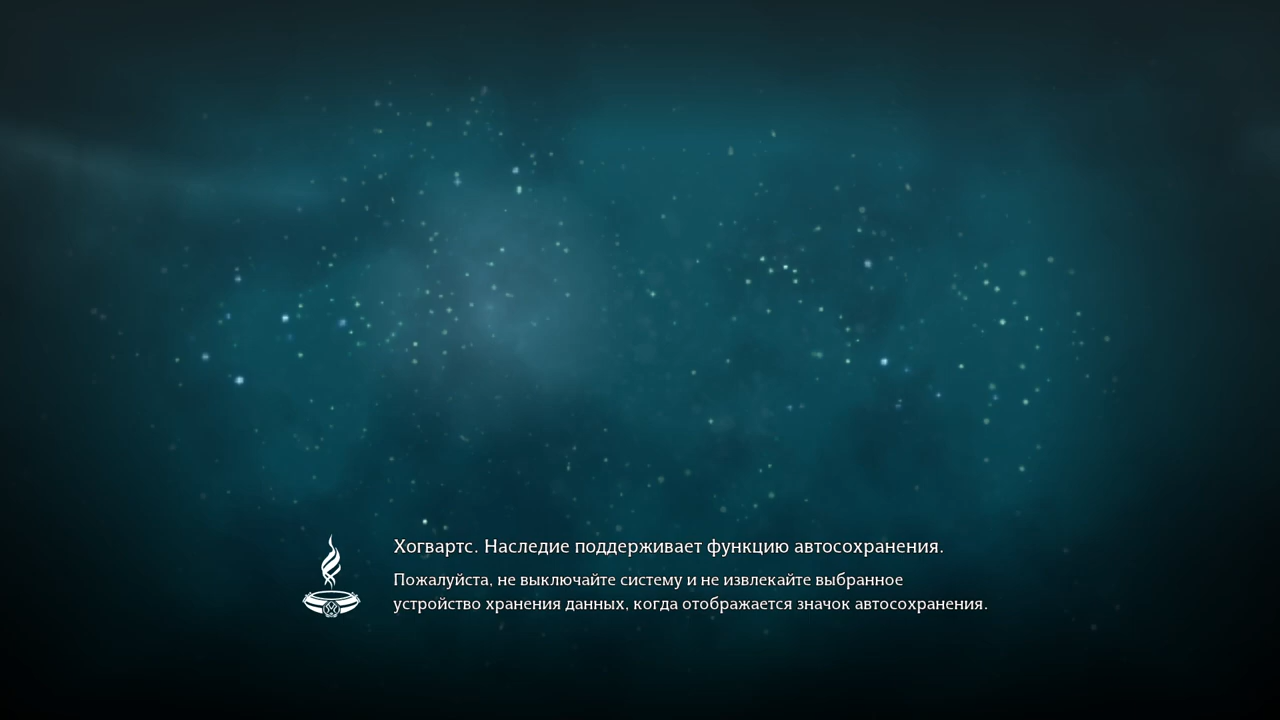 Хогвартс. Наследие поддерживает функцию автосохранения.
Пожалуйста, не выключайте систему и не извлекайте выбранное
устройство хранения данных, когда отображается значок автосохранения.